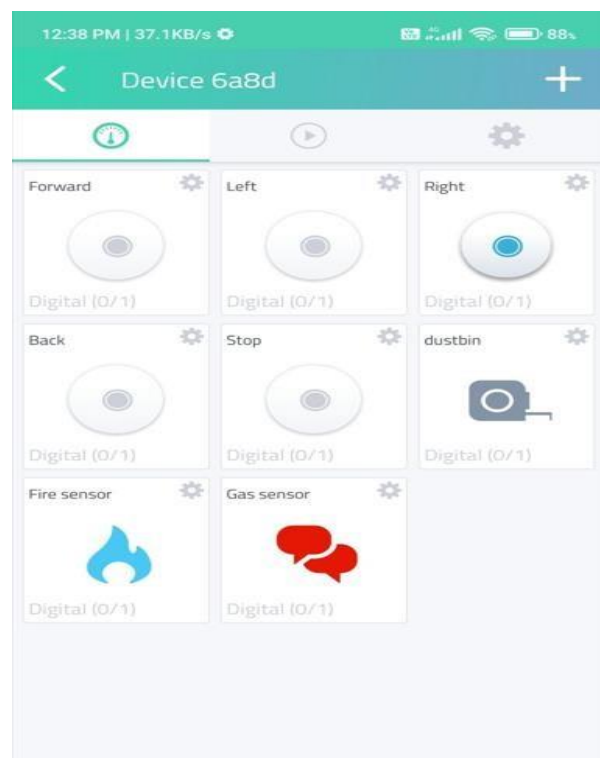 12:38 PM | 37.1KB/s 88%
Device 6a8d
Forward Left Right
Digital (0/1) Digital (0/1) Digital (0/1)
Back Stop dustbin
Digital (0/1) Digital (0/1) Digital (0/1)
Fire sensor Gas sensor
Digital (0/1) Digital (0/1)